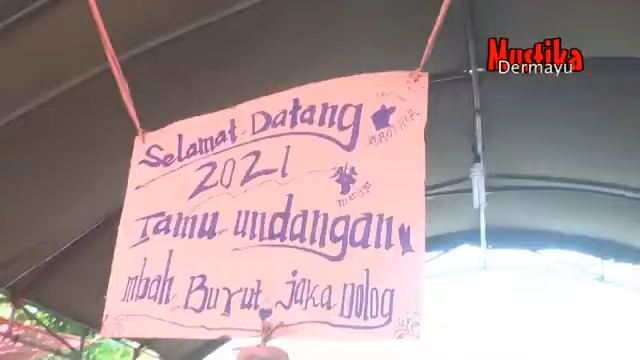 Mustika
Dermayu
Selamat Datang
2021
Tamu undangan
mbah Buyut jaka Dolog